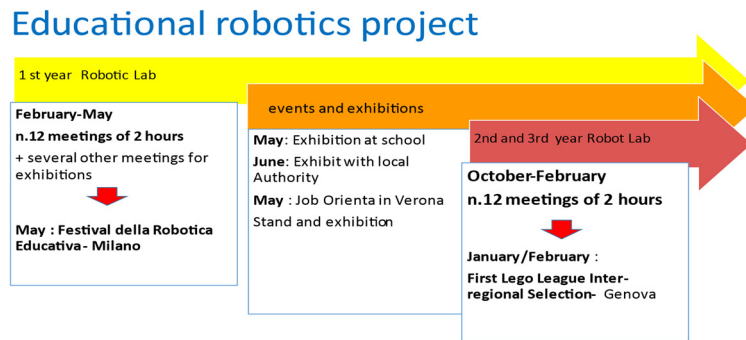 Educational robotics project
1 st year Robotic Lab
February-May
n.12 meetings of 2 hours
+ several other meetings for
exhibitions
May : Festival della Robotica
Educativa- Milano
events and exhibitions
May: Exhibition at school
June: Exhibit with local
Authority
May : Job Orienta in Verona
Stand and exhibition
2nd and 3rd year Robot Lab
October-February
n.12 meetings of 2 hours
January/February :
First Lego League Inter-
regional Selection- Genova